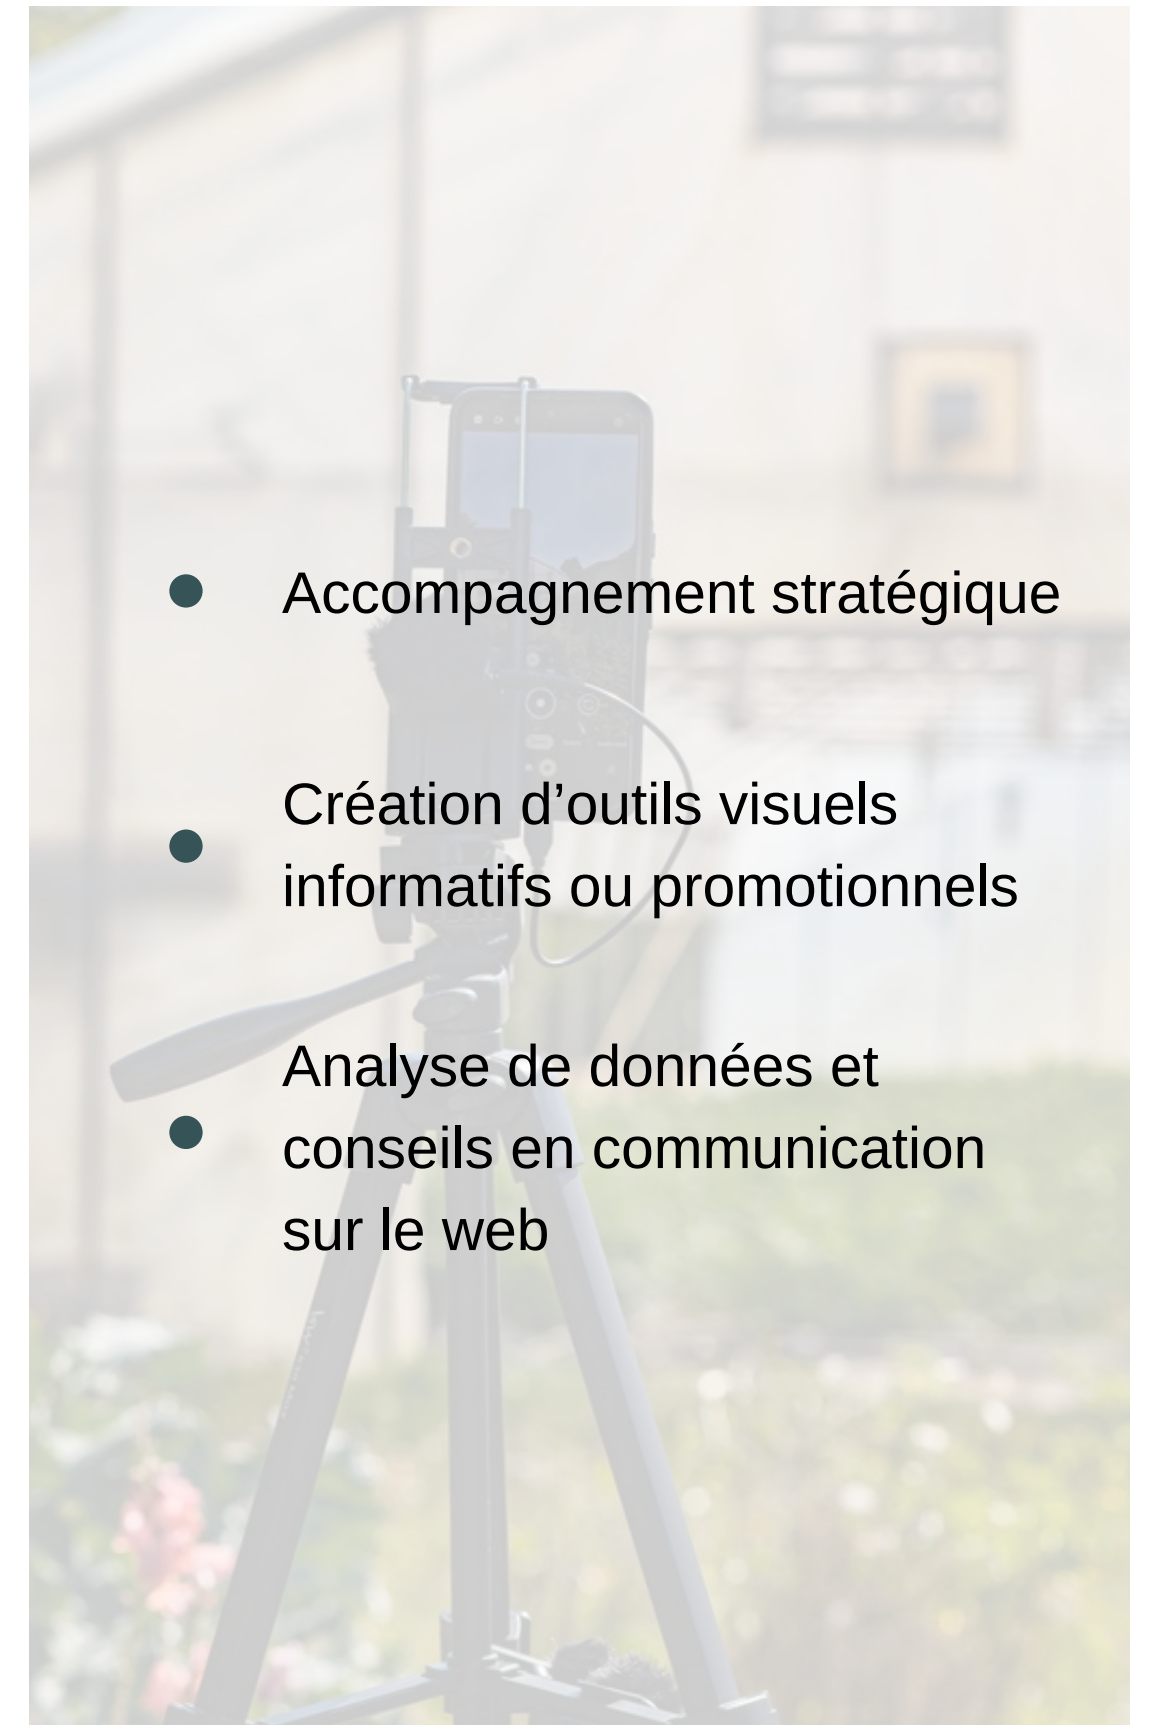 Accompagnement stratégique
Création d’outils visuels
informatifs ou promotionnels
Analyse de données et
conseils en communication
sur le web